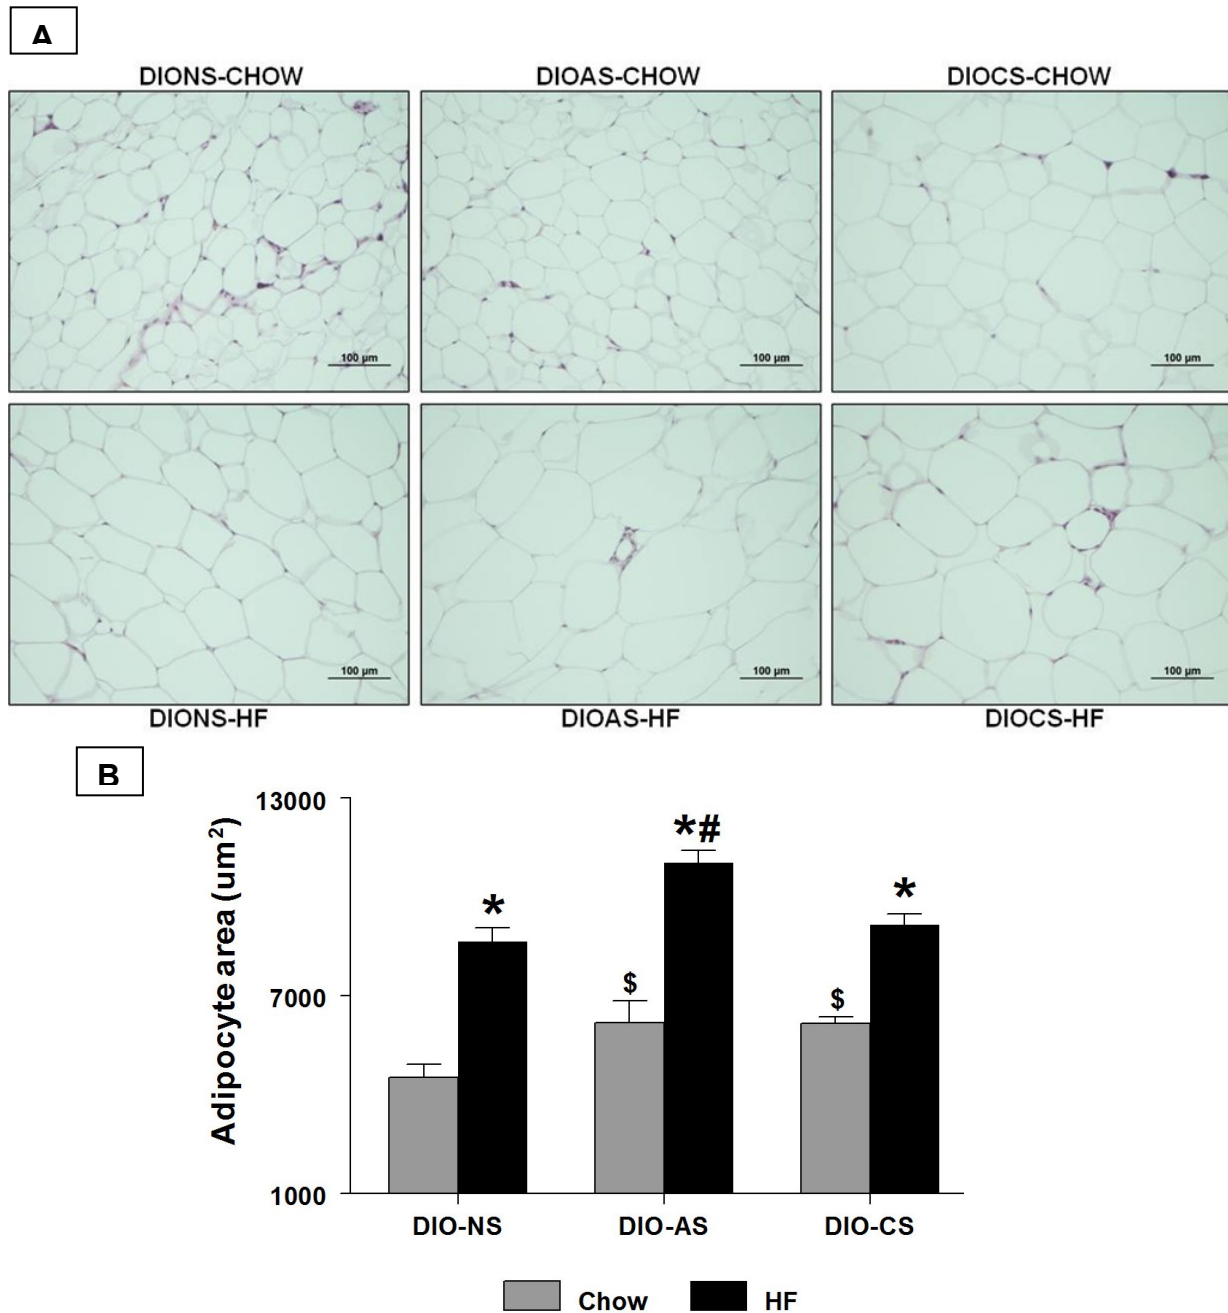 A
DIONS-CHOW DIOAS-CHOW DIOCS-CHOW
100 µm 100 µm 100 µm
100 µm 100 µm 100 µm
DIONS-HF DIOAS-HF DIOCS-HF
B
Adipocyte area (um²)
13000
*#
*
*
$
$
7000
1000
DIO-NS DIO-AS DIO-CS
Chow HF